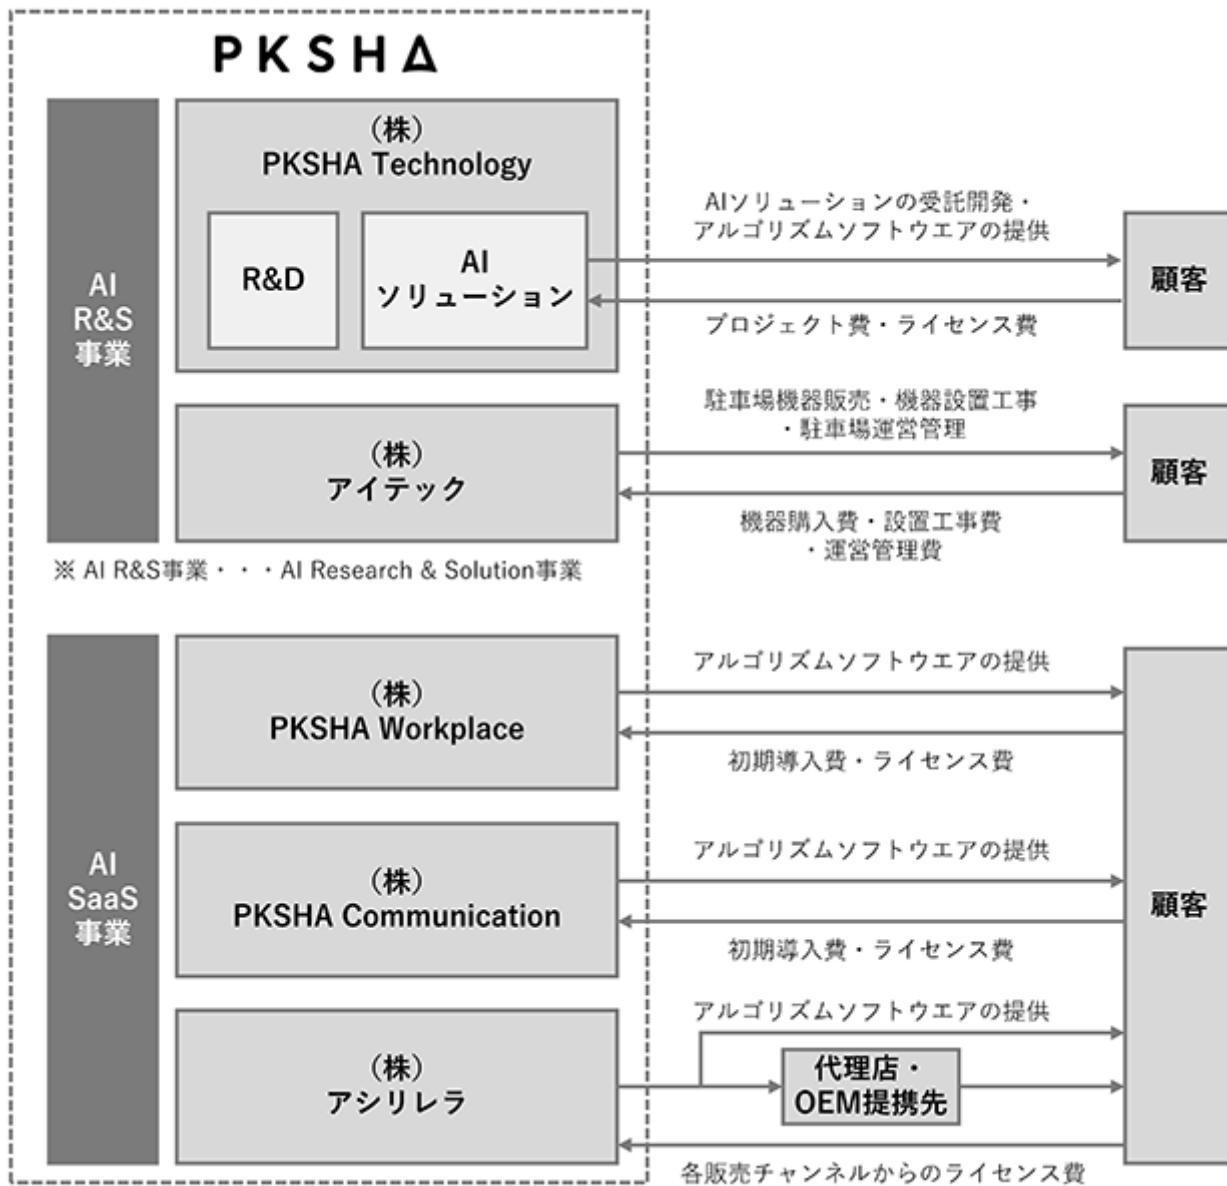 PKSHA
AI
R&S
事業
（株）
PKSHA Technology
R&D
AI
ソリューション
AIソリューションの受託開発・
アルゴリズムソフトウエアの提供
プロジェクト費・ライセンス費
顧客
（株）
アイテック
駐車場機器販売・機器設置工事
・駐車場運営管理
機器購入費・設置工事費
・運営管理費
顧客
※ AI R&S事業・・・AI Research & Solution事業
AI
SaaS
事業
（株）
PKSHA Workplace
アルゴリズムソフトウエアの提供
初期導入費・ライセンス費
（株）
PKSHA Communication
アルゴリズムソフトウエアの提供
初期導入費・ライセンス費
顧客
（株）
アシリレラ
アルゴリズムソフトウエアの提供
代理店・
OEM提携先
各販売チャンネルからのライセンス費